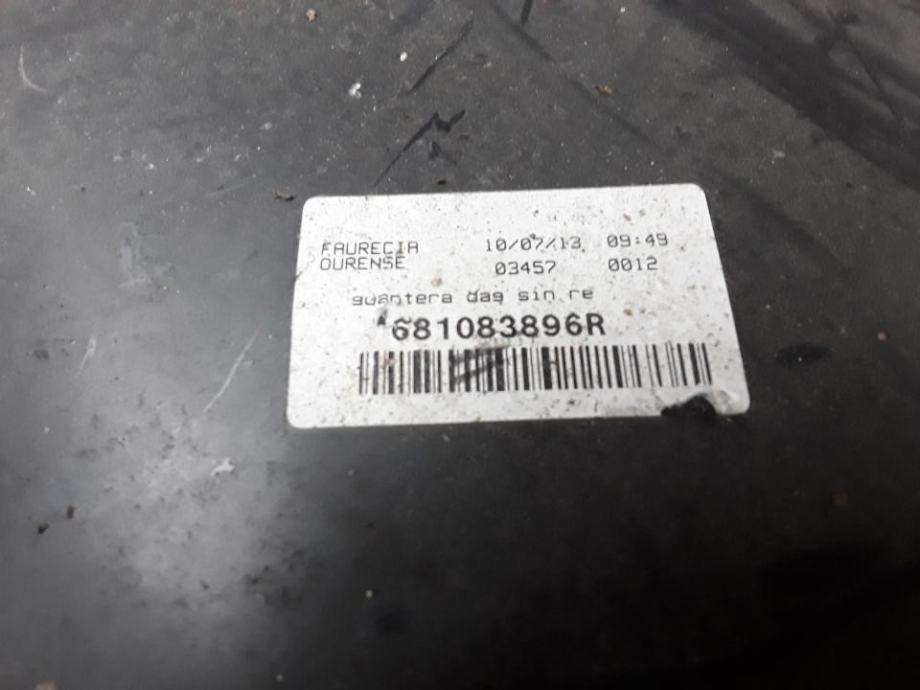 FAURECIA 10/07/13 09:49
OURENSE 03457 0012
guantera dag sin re
681083896R